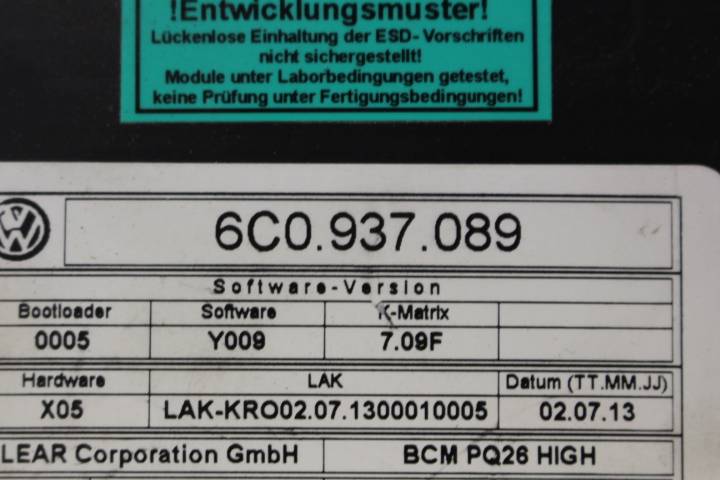 !Entwicklungsmuster!
Lückenlose Einhaltung der ESD-Vorschriften
nicht sichergestellt!
Module unter Laborbedingungen getestet,
keine Prüfung unter Fertigungsbedingungen!
6C0.937.089
Software-Version
Bootloader Software K-Matrix
0005 Y009 7.09F
Hardware LAK Datum (TT.MM.JJ)
X05 LAK-KRO02.07.1300010005 02.07.13
LEAR Corporation GmbH BCM PQ26 HIGH